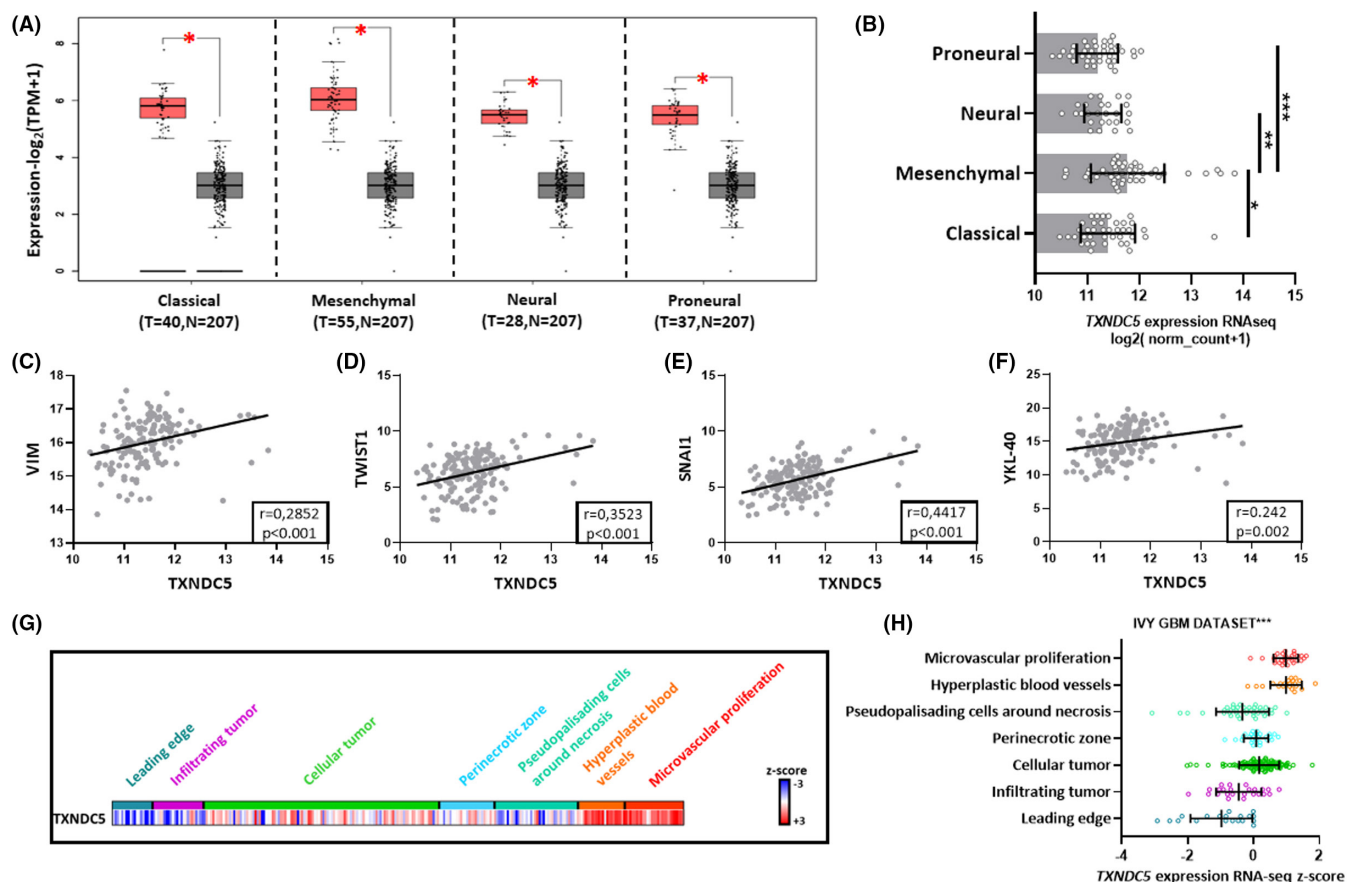 (A)
Expression-log2(TPM+1)
8
6
4
2
0
*
*
*
*
Classical
(T=40,N=207)
Mesenchymal
(T=55,N=207)
Neural
(T=28,N=207)
Proneural
(T=37,N=207)
(B)
Proneural
Neural
Mesenchymal
Classical
***
**
*
10 11 12 13 14 15
TXNDC5 expression RNAseq
log2( norm_count+1)
(C)
VIM
18
17
16
15
14
13
r=0,2852
p<0.001
10 11 12 13 14 15
TXNDC5
(D)
TWIST1
15
10
5
0
r=0,3523
p<0.001
10 11 12 13 14 15
TXNDC5
(E)
SNAI1
15
10
5
0
r=0,4417
p<0.001
10 11 12 13 14 15
TXNDC5
(F)
YKL-40
25
20
15
10
5
0
r=0.242
p=0.002
10 11 12 13 14 15
TXNDC5
(G)
Leading edge
Infiltrating tumor
Cellular tumor
Perinecrotic zone
Pseudopalisading cells
around necrosis
Hyperplastic blood
vessels
Microvascular proliferation
z-score
-3
+3
TXNDC5
(H)
IVY GBM DATASET***
Microvascular proliferation
Hyperplastic blood vessels
Pseudopalisading cells around necrosis
Perinecrotic zone
Cellular tumor
Infiltrating tumor
Leading edge
-4 -2 0 2
TXNDC5 expression RNA-seq z-score